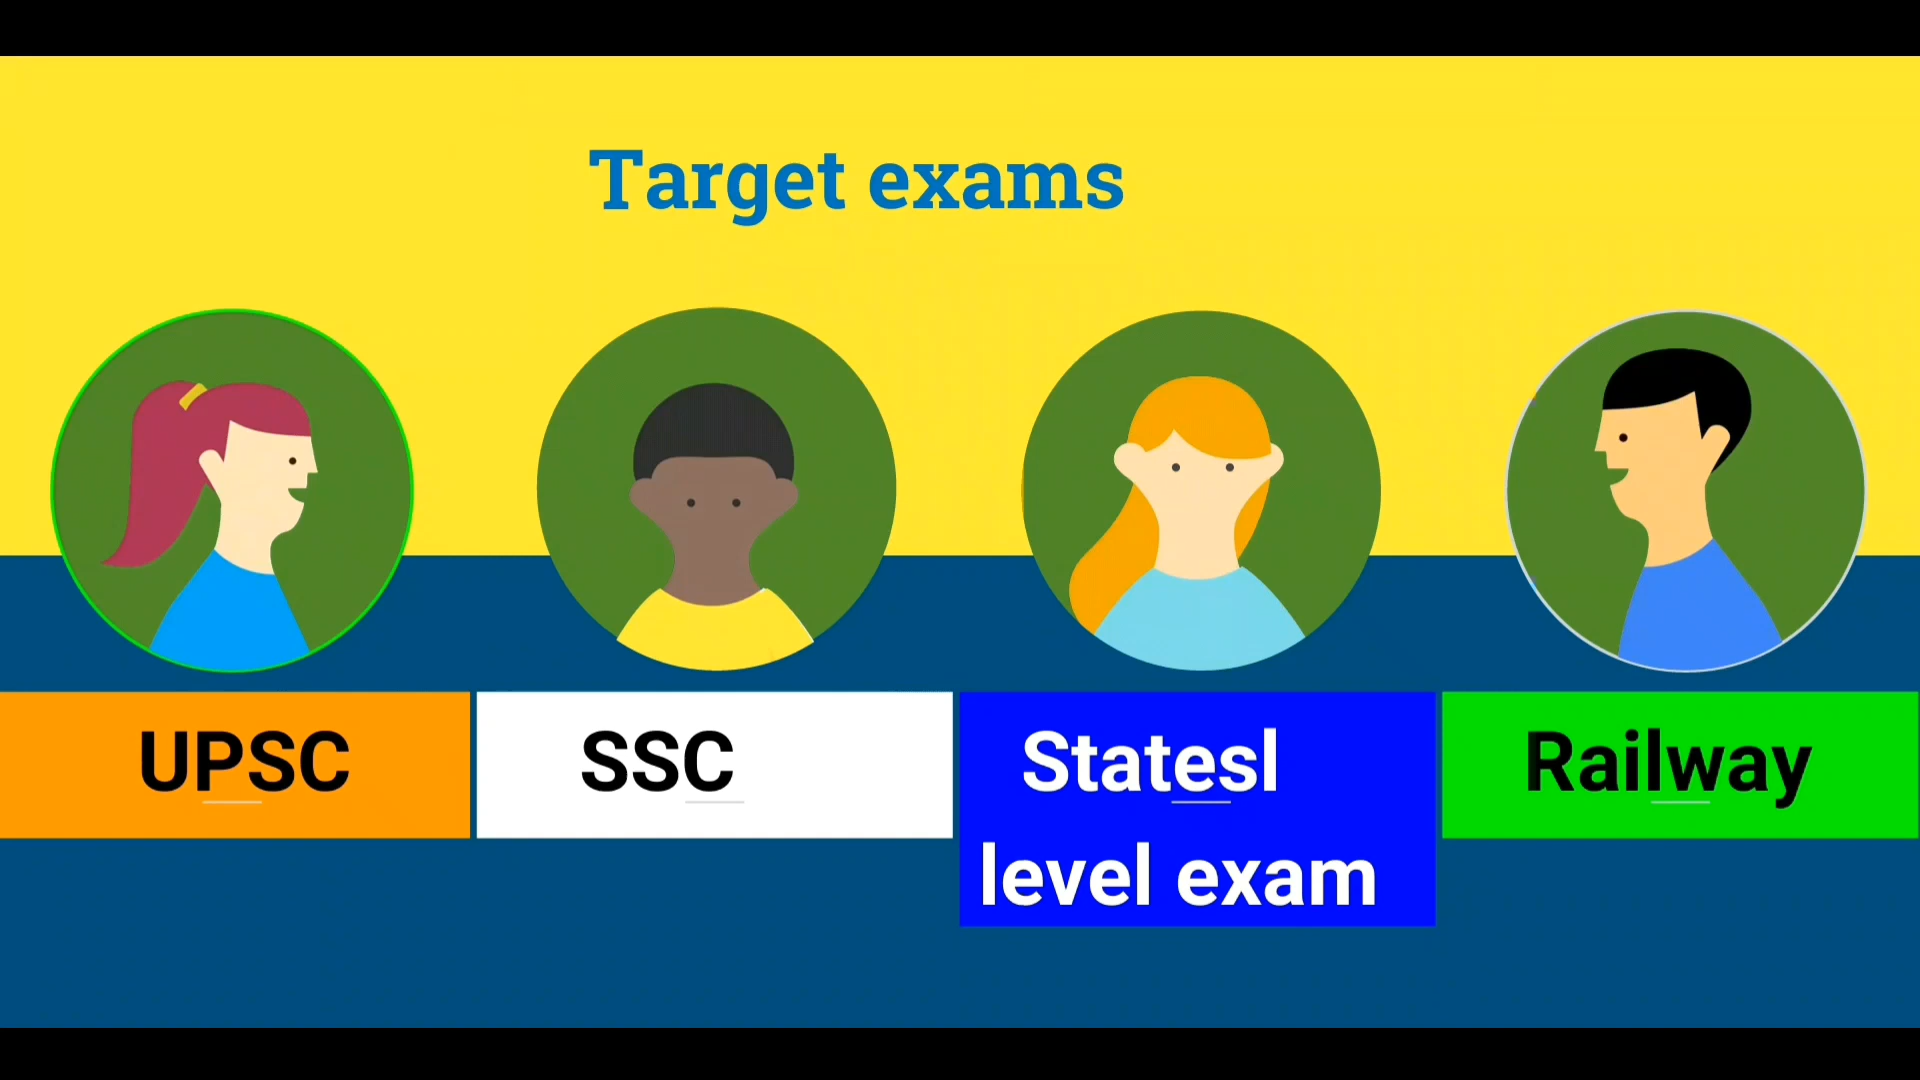 Target exams
UPSC
SSC
Statesl
level exam
Railway